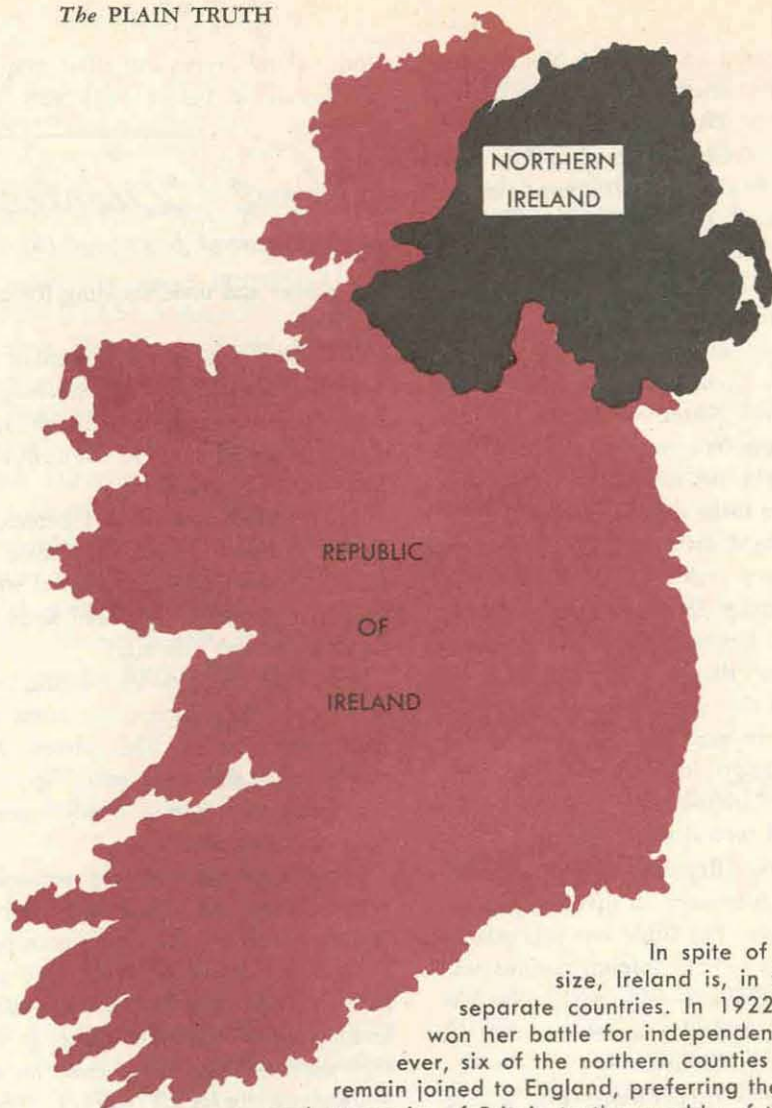 The PLAIN TRUTH
NORTHERN
IRELAND
REPUBLIC
OF
IRELAND
In spite of
size, Ireland is, in
separate countries. In 1922
won her battle for independen
ever, six of the northern counties
remain joined to England, preferring the